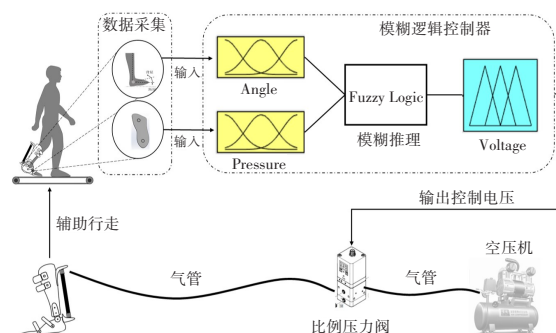 数据采集
模糊逻辑控制器
输入
Angle
Fuzzy Logic
模糊推理
输入
Pressure
Voltage
输出控制电压
辅助行走
空压机
气管
气管
比例压力阀